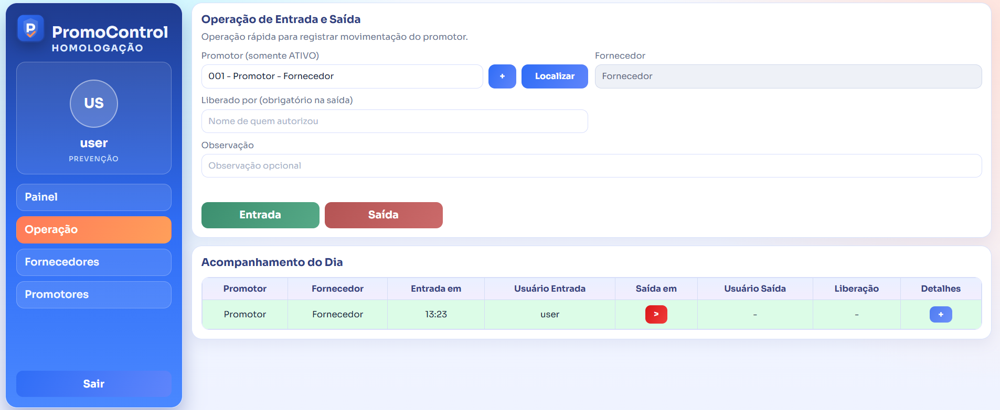 P
PromoControl
HOMOLOGAÇÃO
US
user
PREVENÇÃO
Painel
Operação
Fornecedores
Promotores
Sair
Operação de Entrada e Saída
Operação rápida para registrar movimentação do promotor.
Promotor (somente ATIVO)
001 - Promotor - Fornecedor
+
Localizar
Fornecedor
Fornecedor
Liberado por (obrigatório na saída)
Nome de quem autorizou
Observação
Observação opcional
Entrada
Saída
Acompanhamento do Dia
Promotor Fornecedor Entrada em Usuário Entrada Saída em Usuário Saída Liberação Detalhes
Promotor Fornecedor 13:23 user > - - +